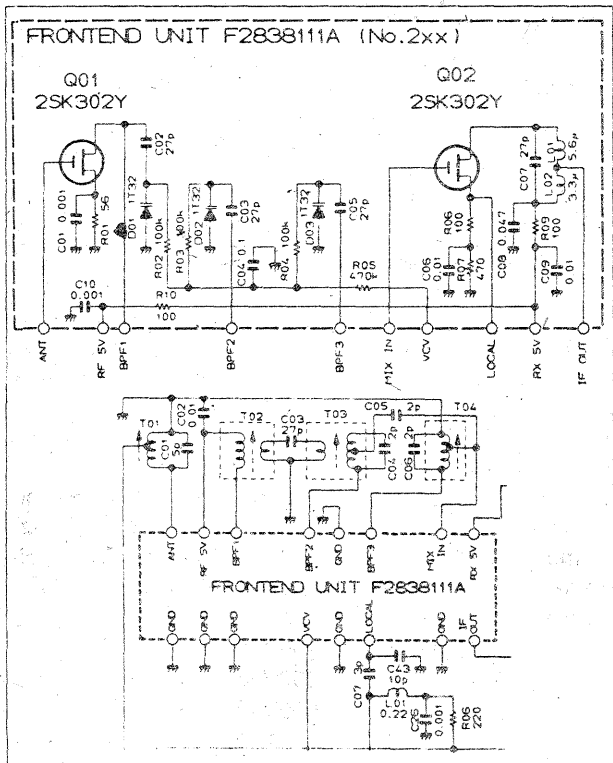 FRONTEND UNIT F2838111A (No.2xx)
Q01
2SK302Y
Q02
2SK302Y
C02
27p
C01
0.001
R01
56
D01
1T32
R02
100k
R03
100k
D02
1T32
C03
27p
C04
0.1
R04
100k
D03
1T32
C05
27p
R05
470k
C06
0.01
R06
100
R07
470
C07
27p
L01
5.6μ
L02
3.3μ
C08
0.047
R09
100
C09
0.01
C10
0.001
R10
100
ANT
RF 5V
BPF1
BPF2
BPF3
MIX IN
VCV
LOCAL
RX 5V
IF OUT
T01
C01
5p
C02
0.01
T02
C03
27p
T03
C05
2p
C04
2p
C06
2p
T04
ANT
RF 5V
BPF1
BPF2
GND
BPF3
MIX IN
RX 5V
FRONTEND UNIT F2838111A
GND
GND
GND
VCV
GND
LOCAL
GND
IF OUT
C07
3p
C43
10p
L01
0.22
C26
0.001
R06
220